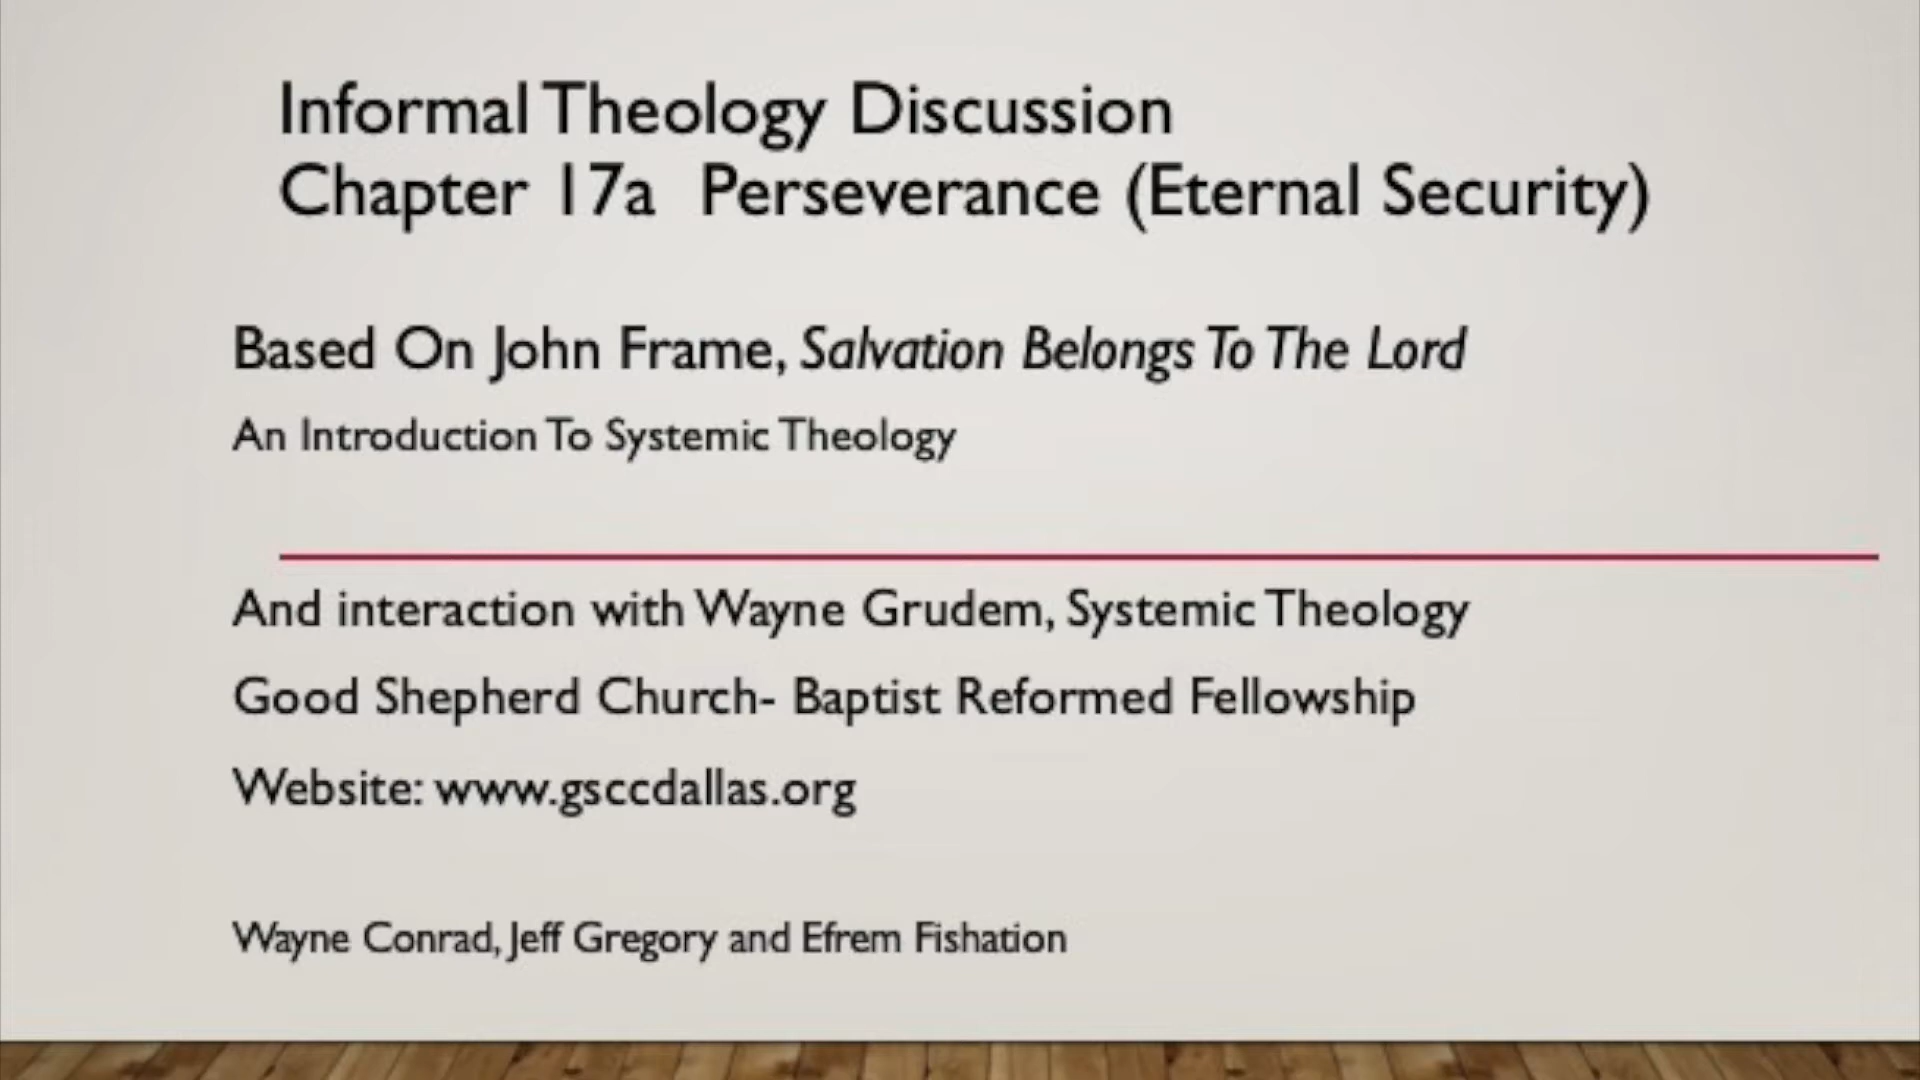 Informal Theology Discussion
Chapter 17a Perseverance (Eternal Security)
Based On John Frame, Salvation Belongs To The Lord
An Introduction To Systemic Theology
And interaction with Wayne Grudem, Systemic Theology
Good Shepherd Church- Baptist Reformed Fellowship
Website: www.gsccdallas.org
Wayne Conrad, Jeff Gregory and Efrem Fishation